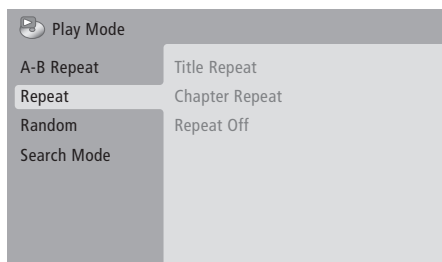 Play Mode
A-B Repeat
Repeat
Random
Search Mode
Title Repeat
Chapter Repeat
Repeat Off